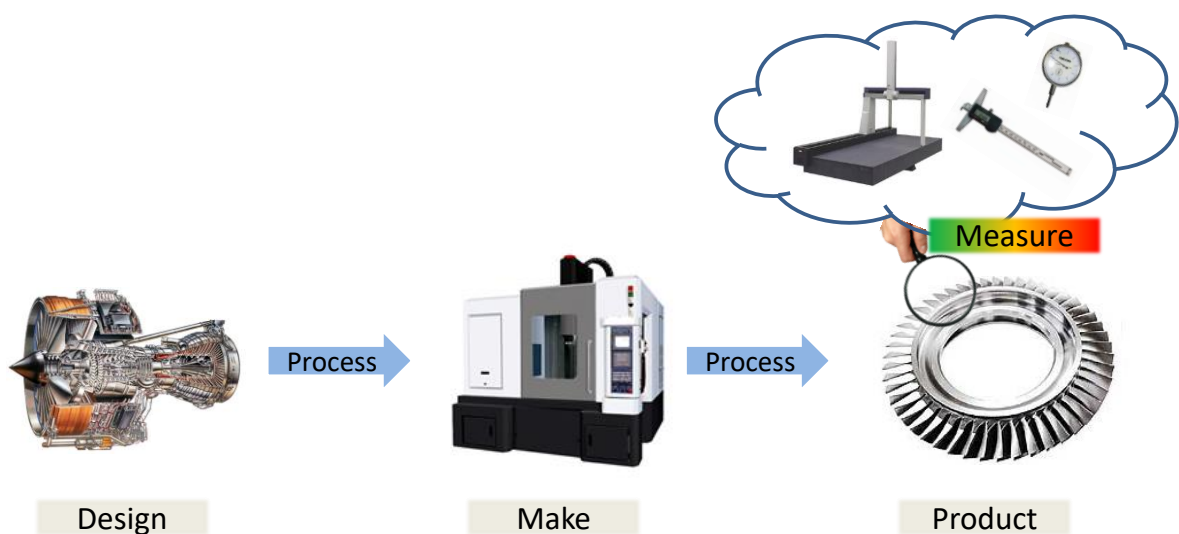 Measure
Process
Process
Design
Make
Product